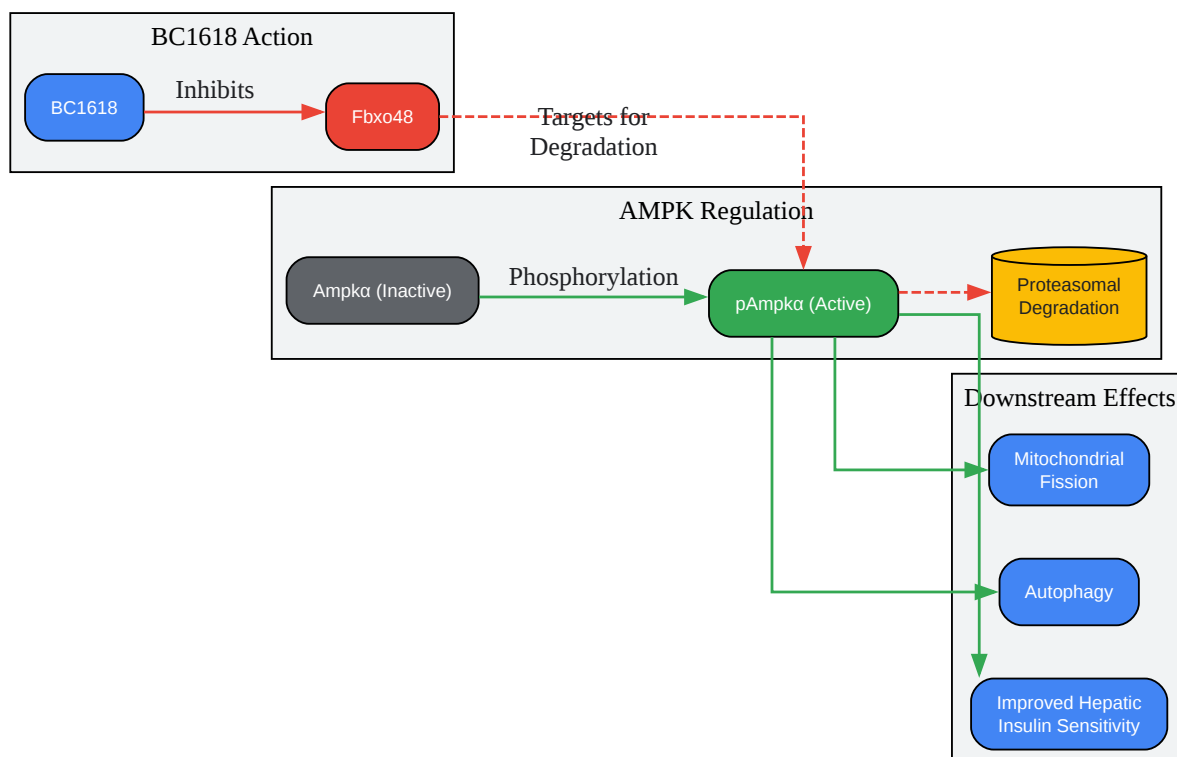 BC1618 Action
BC1618
Inhibits
Fbxo48
Targets for
Degradation
AMPK Regulation
Ampkα (Inactive)
Phosphorylation
pAmpkα (Active)
Proteasomal
Degradation
Downstream Effects
Mitochondrial
Fission
Autophagy
Improved Hepatic
Insulin Sensitivity